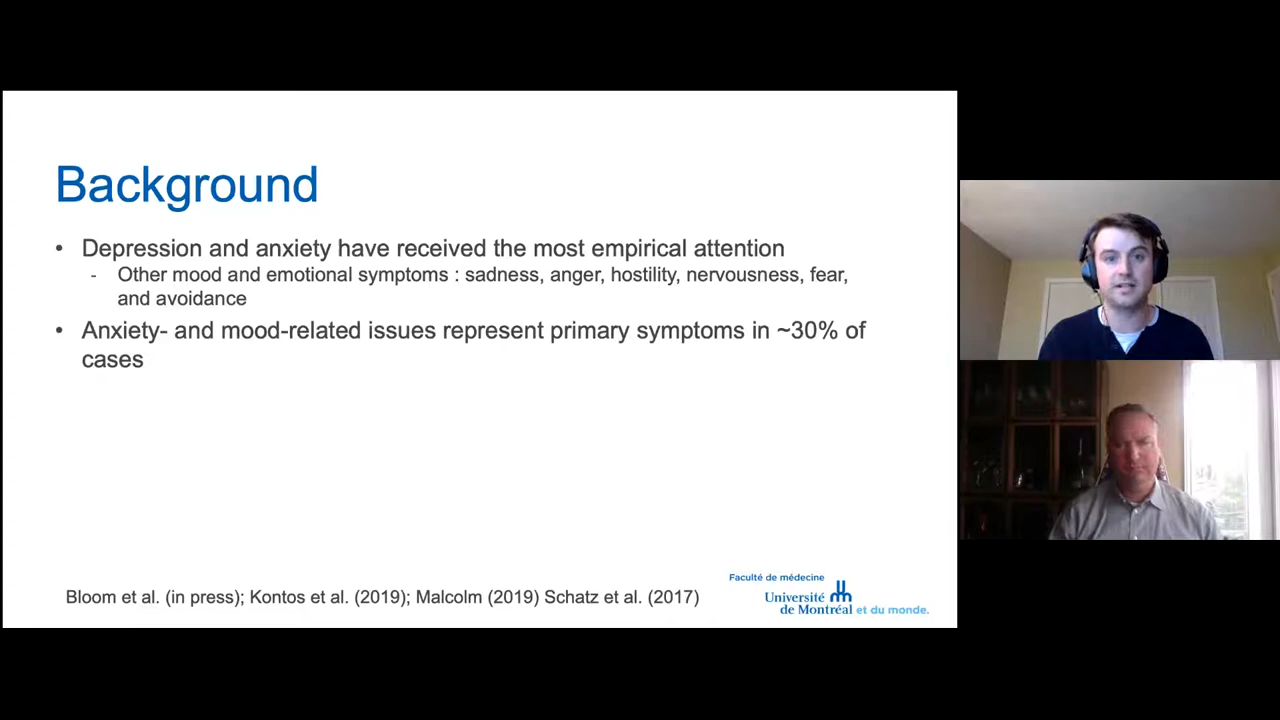 Background
• Depression and anxiety have received the most empirical attention
- Other mood and emotional symptoms : sadness, anger, hostility, nervousness, fear,
and avoidance
• Anxiety- and mood-related issues represent primary symptoms in ~30% of
cases
Bloom et al. (in press); Kontos et al. (2019); Malcolm (2019) Schatz et al. (2017)
Faculté de médecine
Université
de Montréal et du monde.